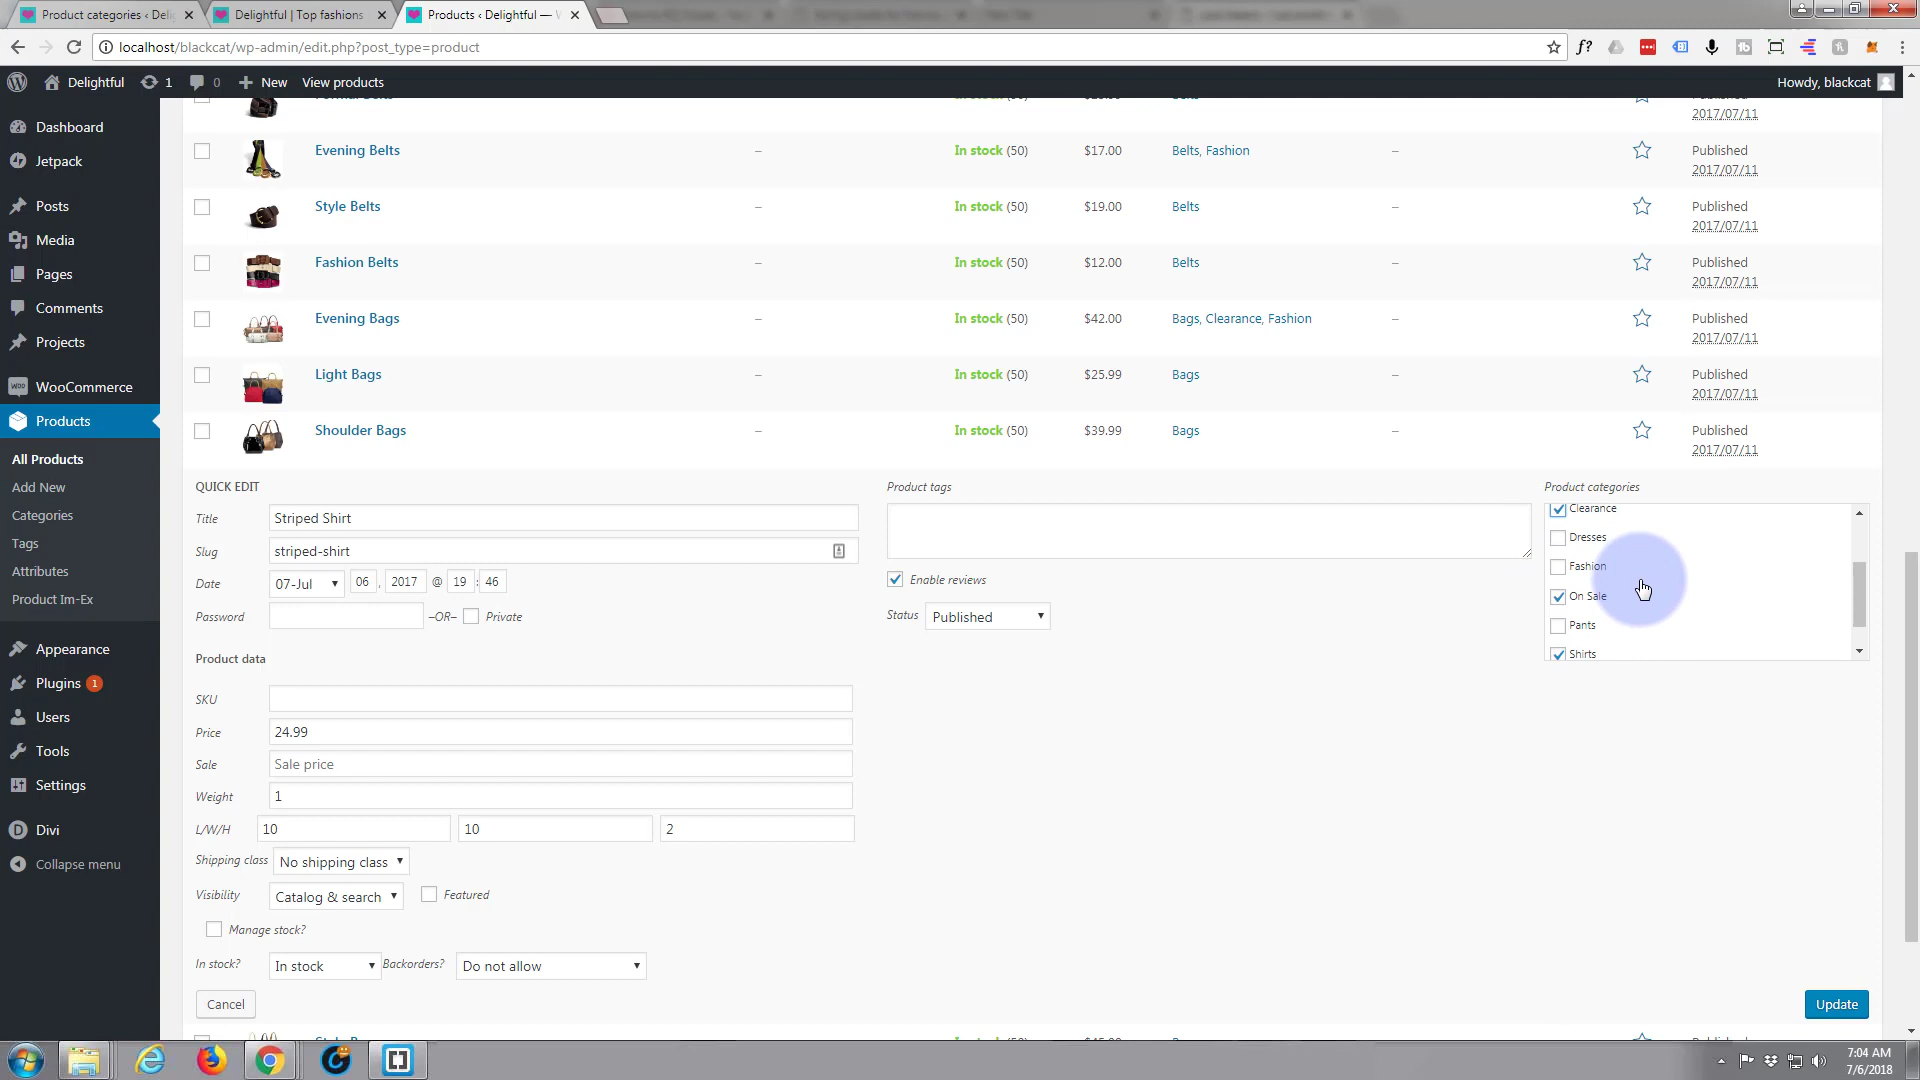 Product categories ‹ Deli
Delightful | Top fashions
Products ‹ Delightful —
localhost/blackcat/wp-admin/edit.php?post_type=product
f?
Delightful 1 0 + New View products
Howdy, blackcat
Dashboard
Jetpack
Posts
Media
Pages
Comments
Projects
WooCommerce
Products
All Products
Add New
Categories
Tags
Attributes
Product Im-Ex
Appearance
Plugins 1
Users
Tools
Settings
Divi
Collapse menu
2017/07/11
Evening Belts – In stock (50) $17.00 Belts, Fashion – Published
2017/07/11
Style Belts – In stock (50) $19.00 Belts – Published
2017/07/11
Fashion Belts – In stock (50) $12.00 Belts – Published
2017/07/11
Evening Bags – In stock (50) $42.00 Bags, Clearance, Fashion – Published
2017/07/11
Light Bags – In stock (50) $25.99 Bags Published
2017/07/11
Shoulder Bags – In stock (50) $39.99 Bags Published
2017/07/11
QUICK EDIT
Title Striped Shirt
Slug striped-shirt
Date 07-Jul 06 , 2017 @ 19 : 46
Password –OR– Private
Product data
SKU
Price 24.99
Sale Sale price
Weight 1
L/W/H 10 10 2
Shipping class No shipping class
Visibility Catalog & search Featured
Manage stock?
In stock? In stock Backorders? Do not allow
Cancel
Product tags
Enable reviews
Status Published
Product categories
Clearance
Dresses
Fashion
On Sale
Pants
Shirts
Update
7:04 AM
7/6/2018